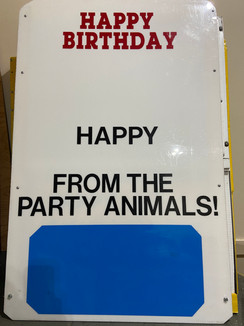 HAPPY
BIRTHDAY
HAPPY
FROM THE
PARTY ANIMALS!